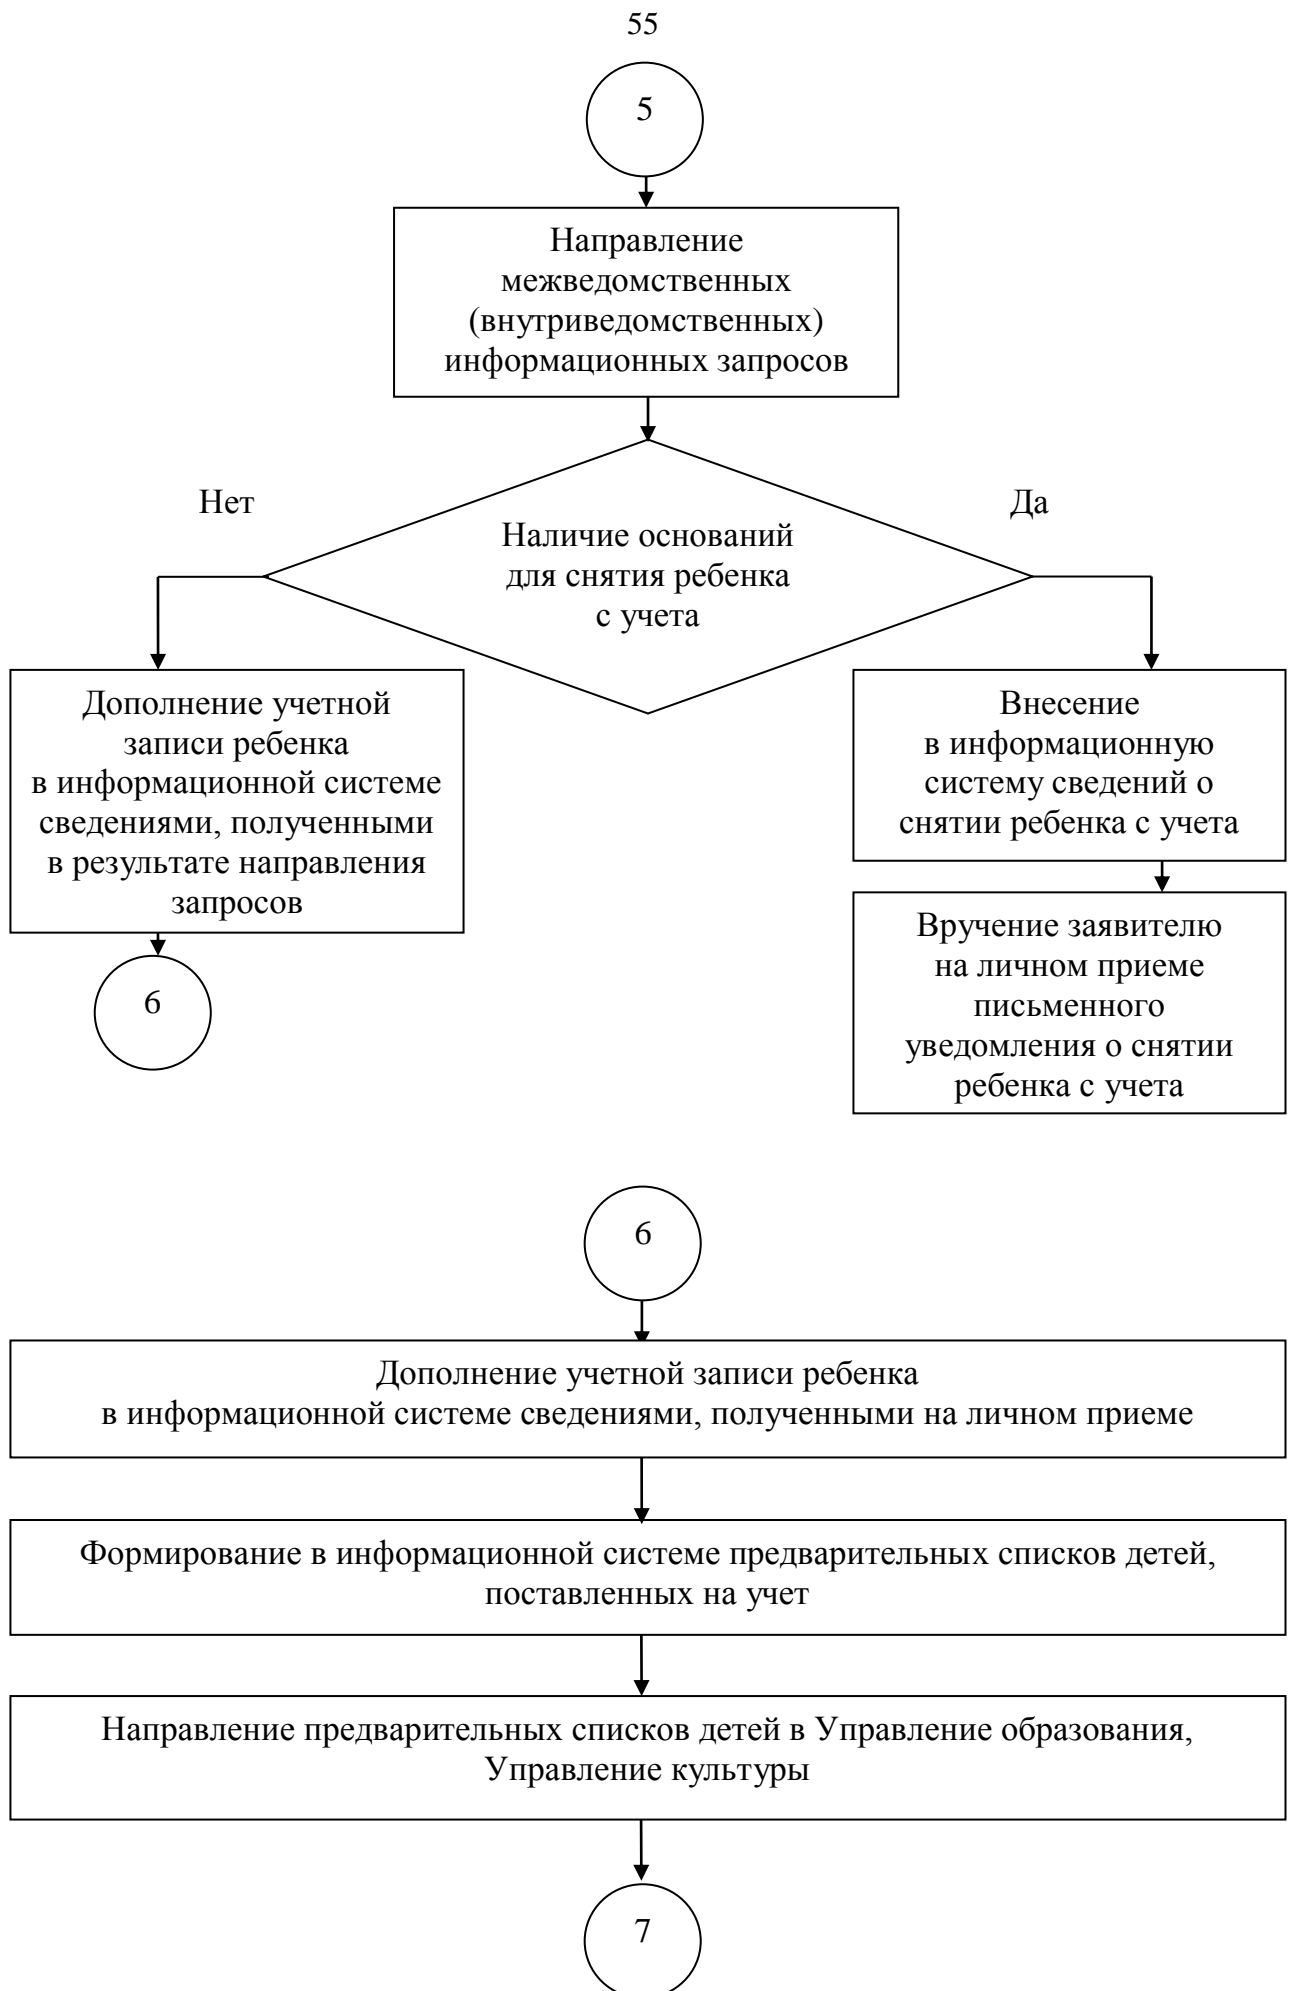 55
5
Направление
межведомственных
(внутриведомственных)
информационных запросов
Нет
Да
Наличие оснований
для снятия ребенка
с учета
Дополнение учетной
записи ребенка
в информационной системе
сведениями, полученными
в результате направления
запросов
6
Внесение
в информационную
систему сведений о
снятии ребенка с учета
Вручение заявителю
на личном приеме
письменного
уведомления о снятии
ребенка с учета
6
Дополнение учетной записи ребенка
в информационной системе сведениями, полученными на личном приеме
Формирование в информационной системе предварительных списков детей,
поставленных на учет
Направление предварительных списков детей в Управление образования,
Управление культуры
7